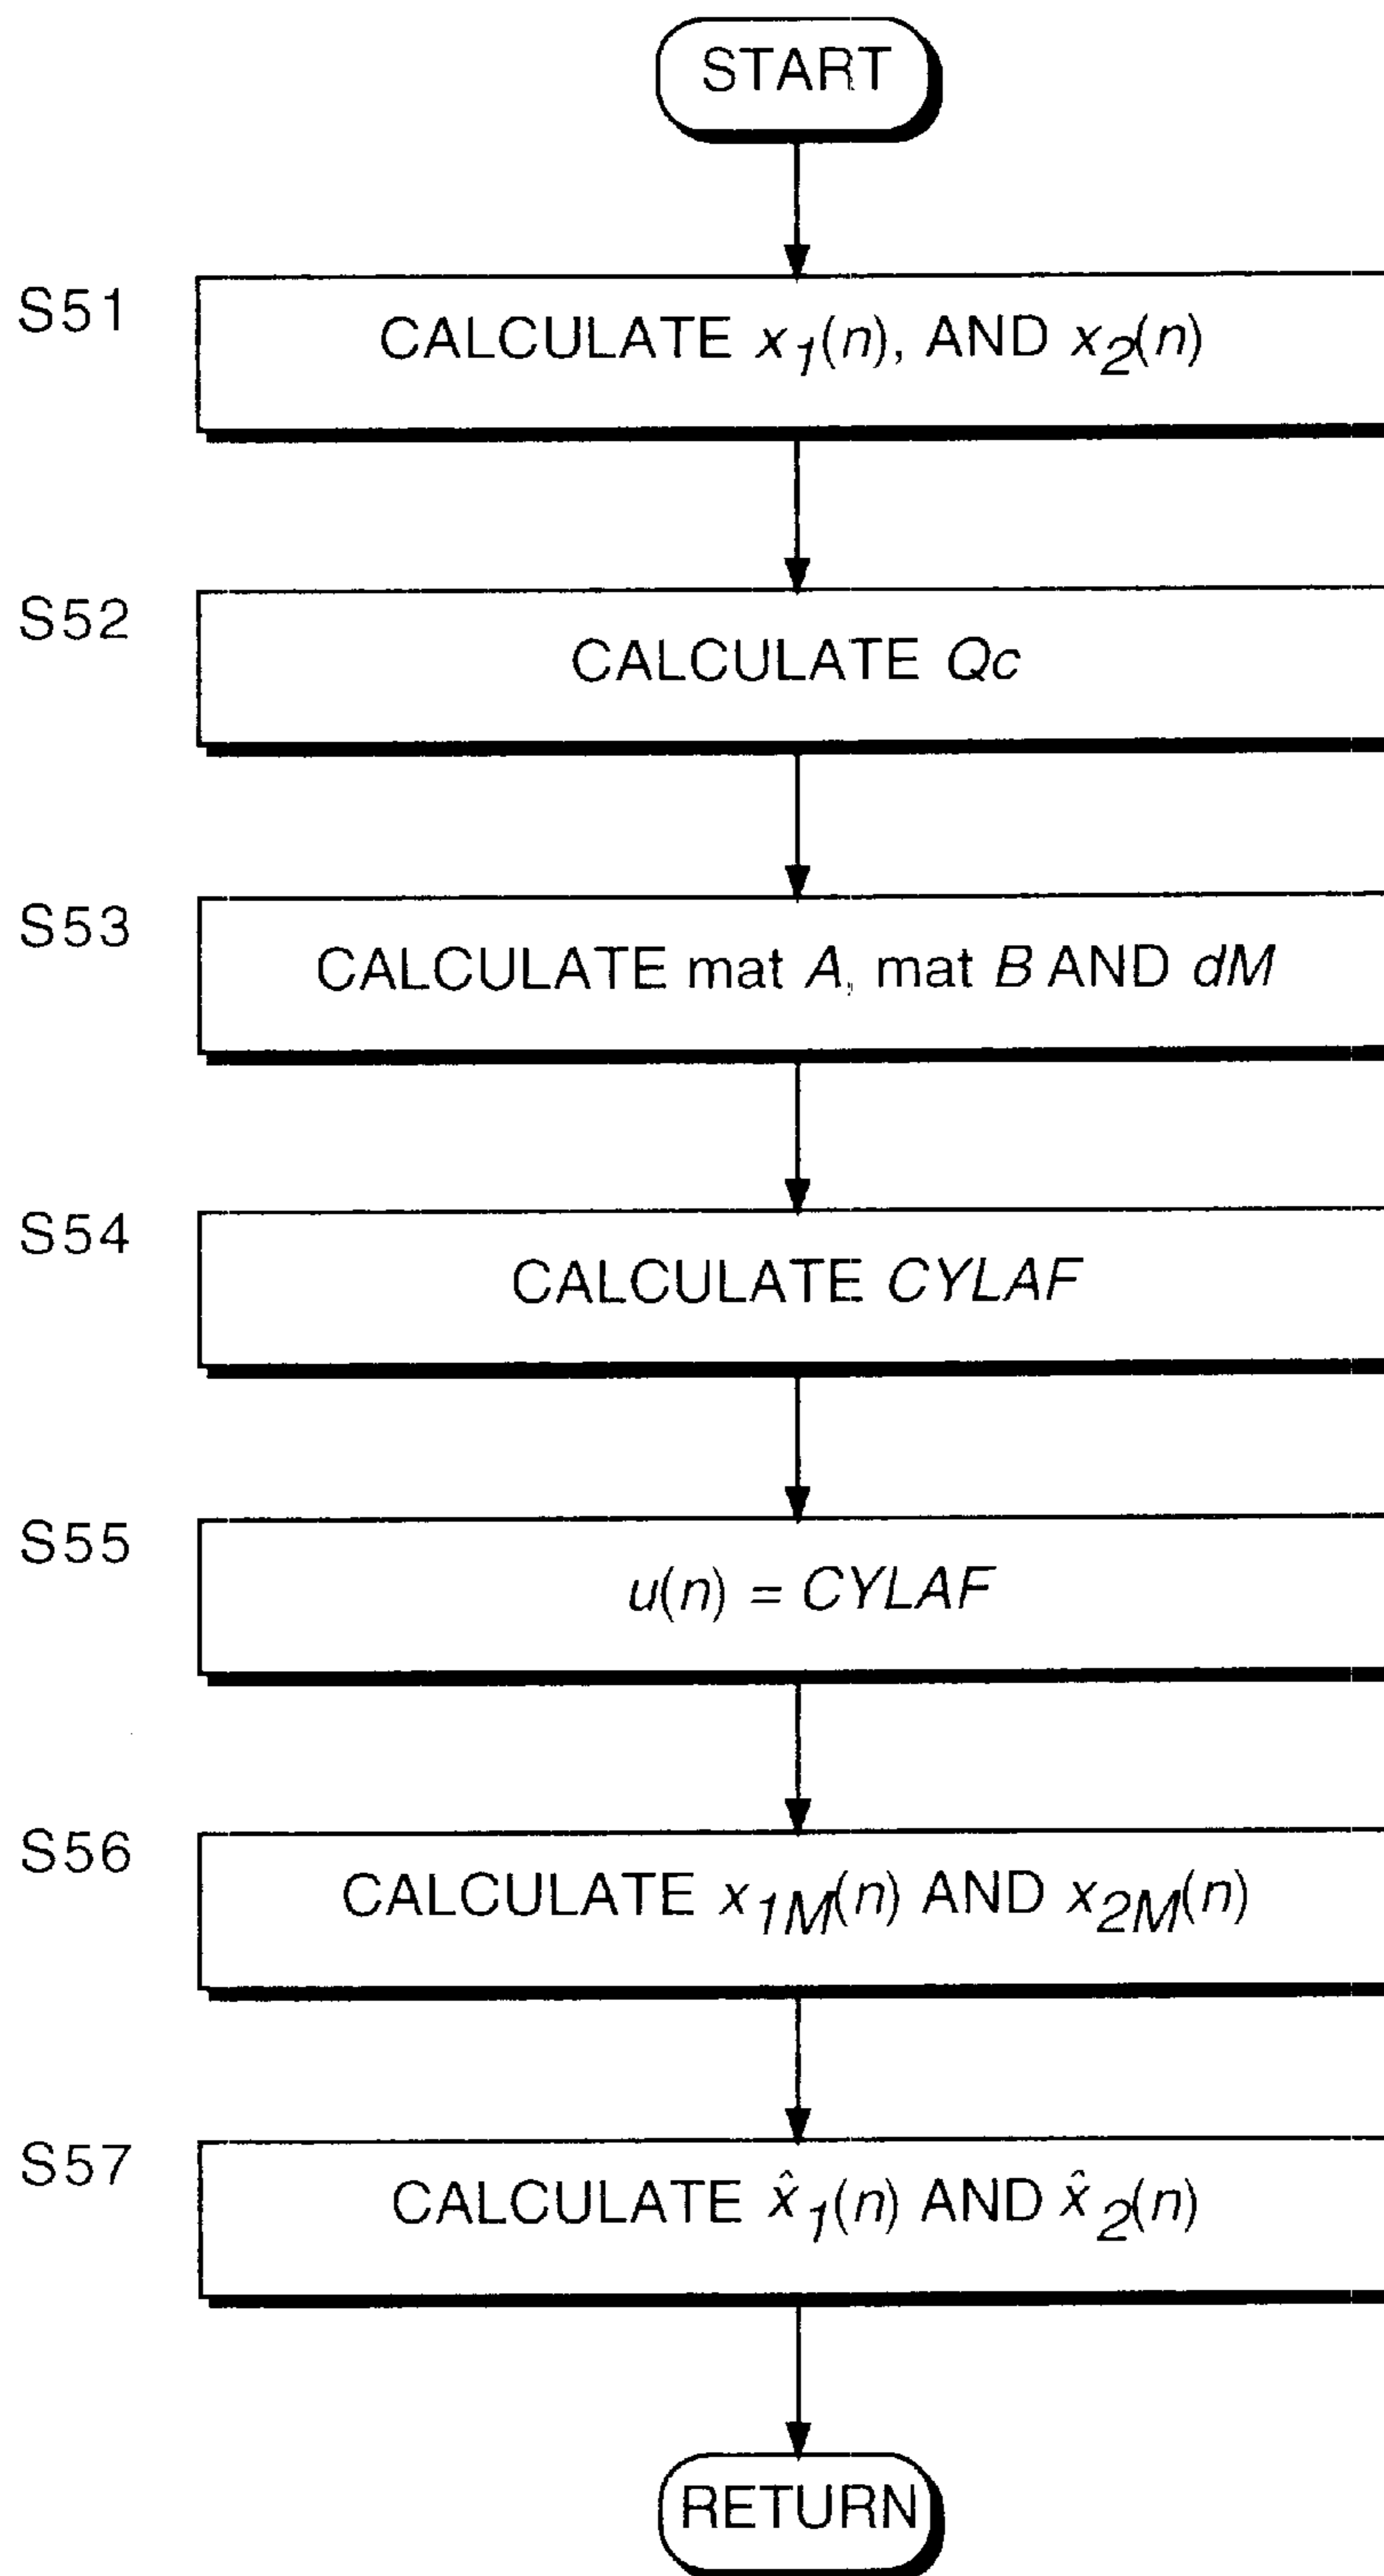 START
S51
CALCULATE x1(n), AND x2(n)
S52
CALCULATE Qc
S53
CALCULATE mat A, mat B AND dM
S54
CALCULATE CYLAF
S55
u(n) = CYLAF
S56
CALCULATE x1M(n) AND x2M(n)
S57
CALCULATE x̂1(n) AND x̂2(n)
RETURN